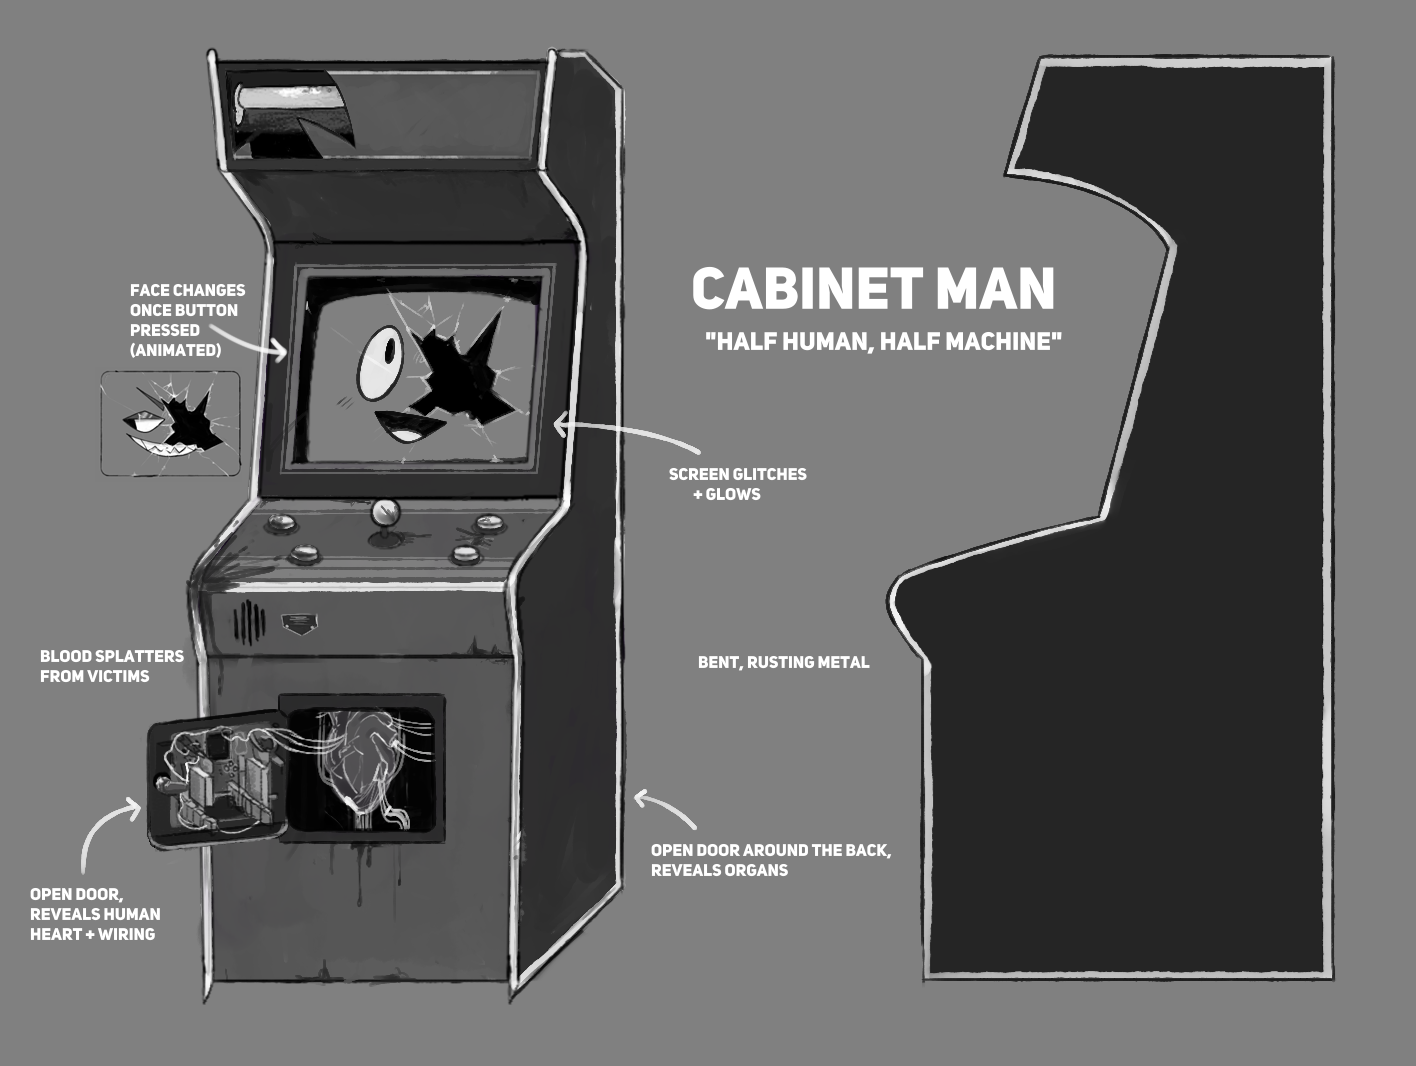 CABINET MAN
"HALF HUMAN, HALF MACHINE"
FACE CHANGES
ONCE BUTTON
PRESSED
(ANIMATED)
SCREEN GLITCHES
+ GLOWS
BLOOD SPLATTERS
FROM VICTIMS
BENT, RUSTING METAL
OPEN DOOR AROUND THE BACK,
REVEALS ORGANS
OPEN DOOR,
REVEALS HUMAN
HEART + WIRING